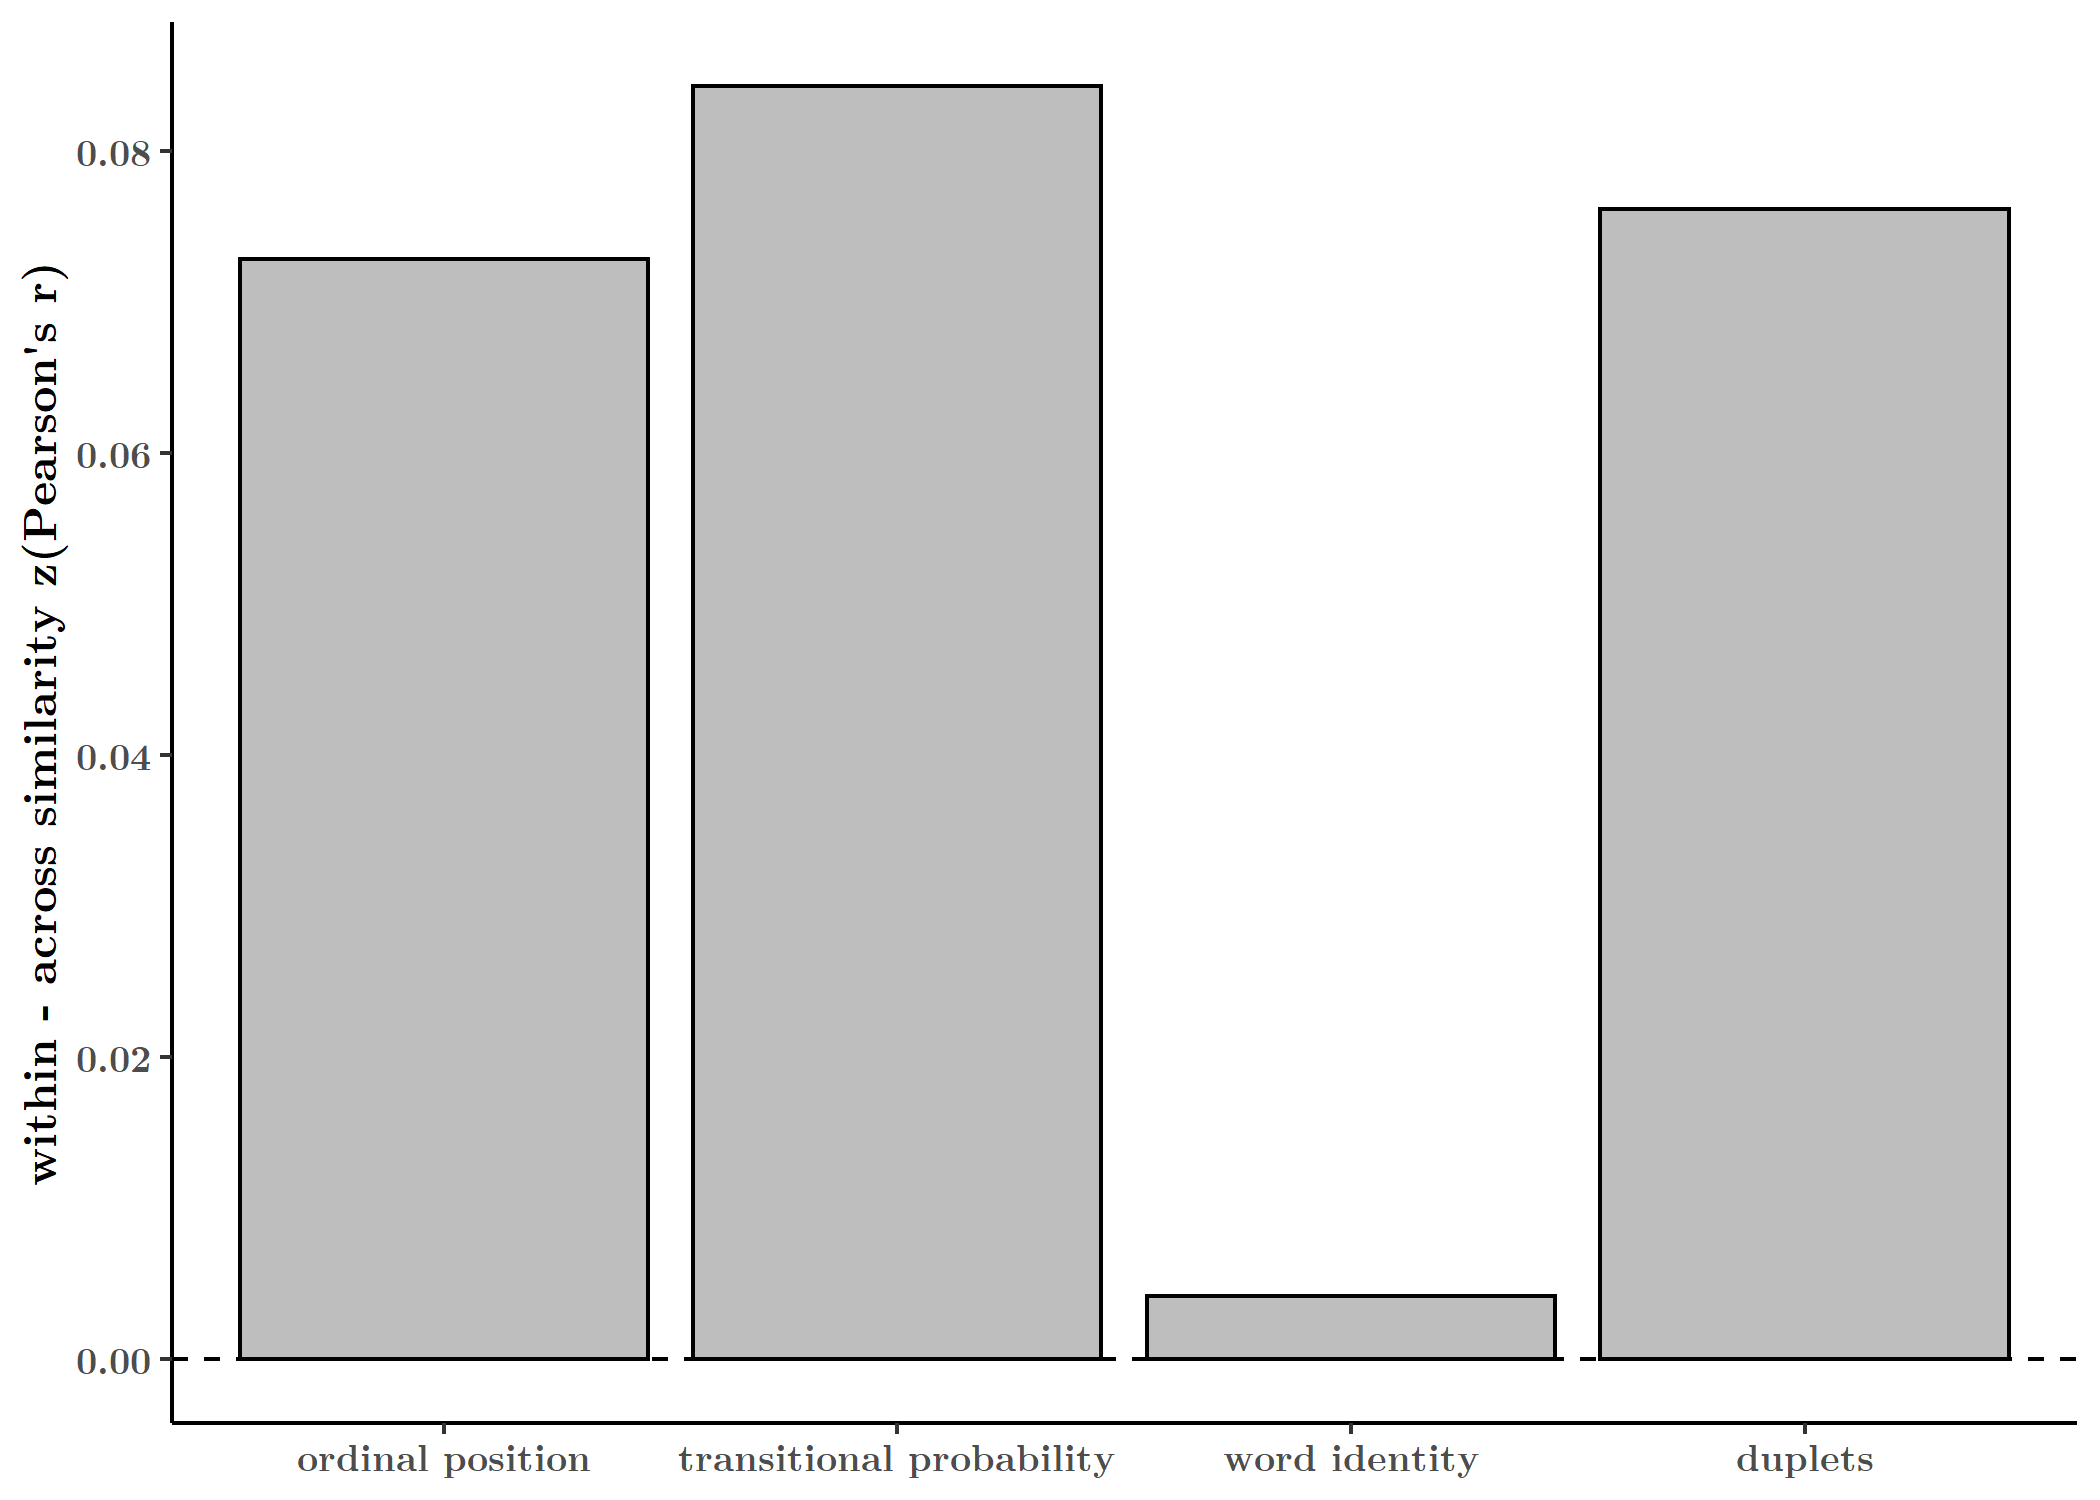 within - across similarity z(Pearson's r)
0.08
0.06
0.04
0.02
0.00
ordinal position
transitional probability
word identity
duplets